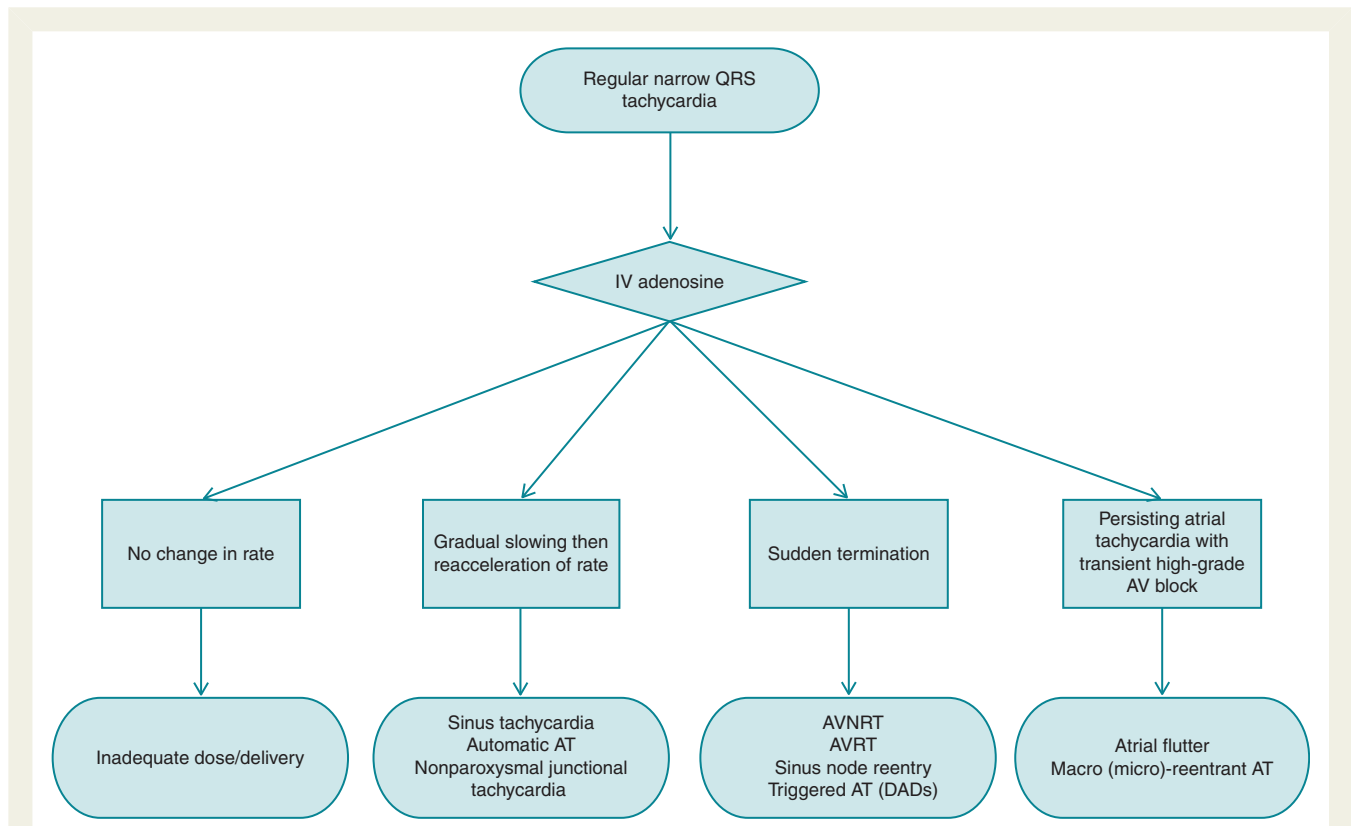 Regular narrow QRS
tachycardia
IV adenosine
No change in rate
Gradual slowing then
reacceleration of rate
Sudden termination
Persisting atrial
tachycardia with
transient high-grade
AV block
Inadequate dose/delivery
Sinus tachycardia
Automatic AT
Nonparoxysmal junctional
tachycardia
AVNRT
AVRT
Sinus node reentry
Triggered AT (DADs)
Atrial flutter
Macro (micro)-reentrant AT